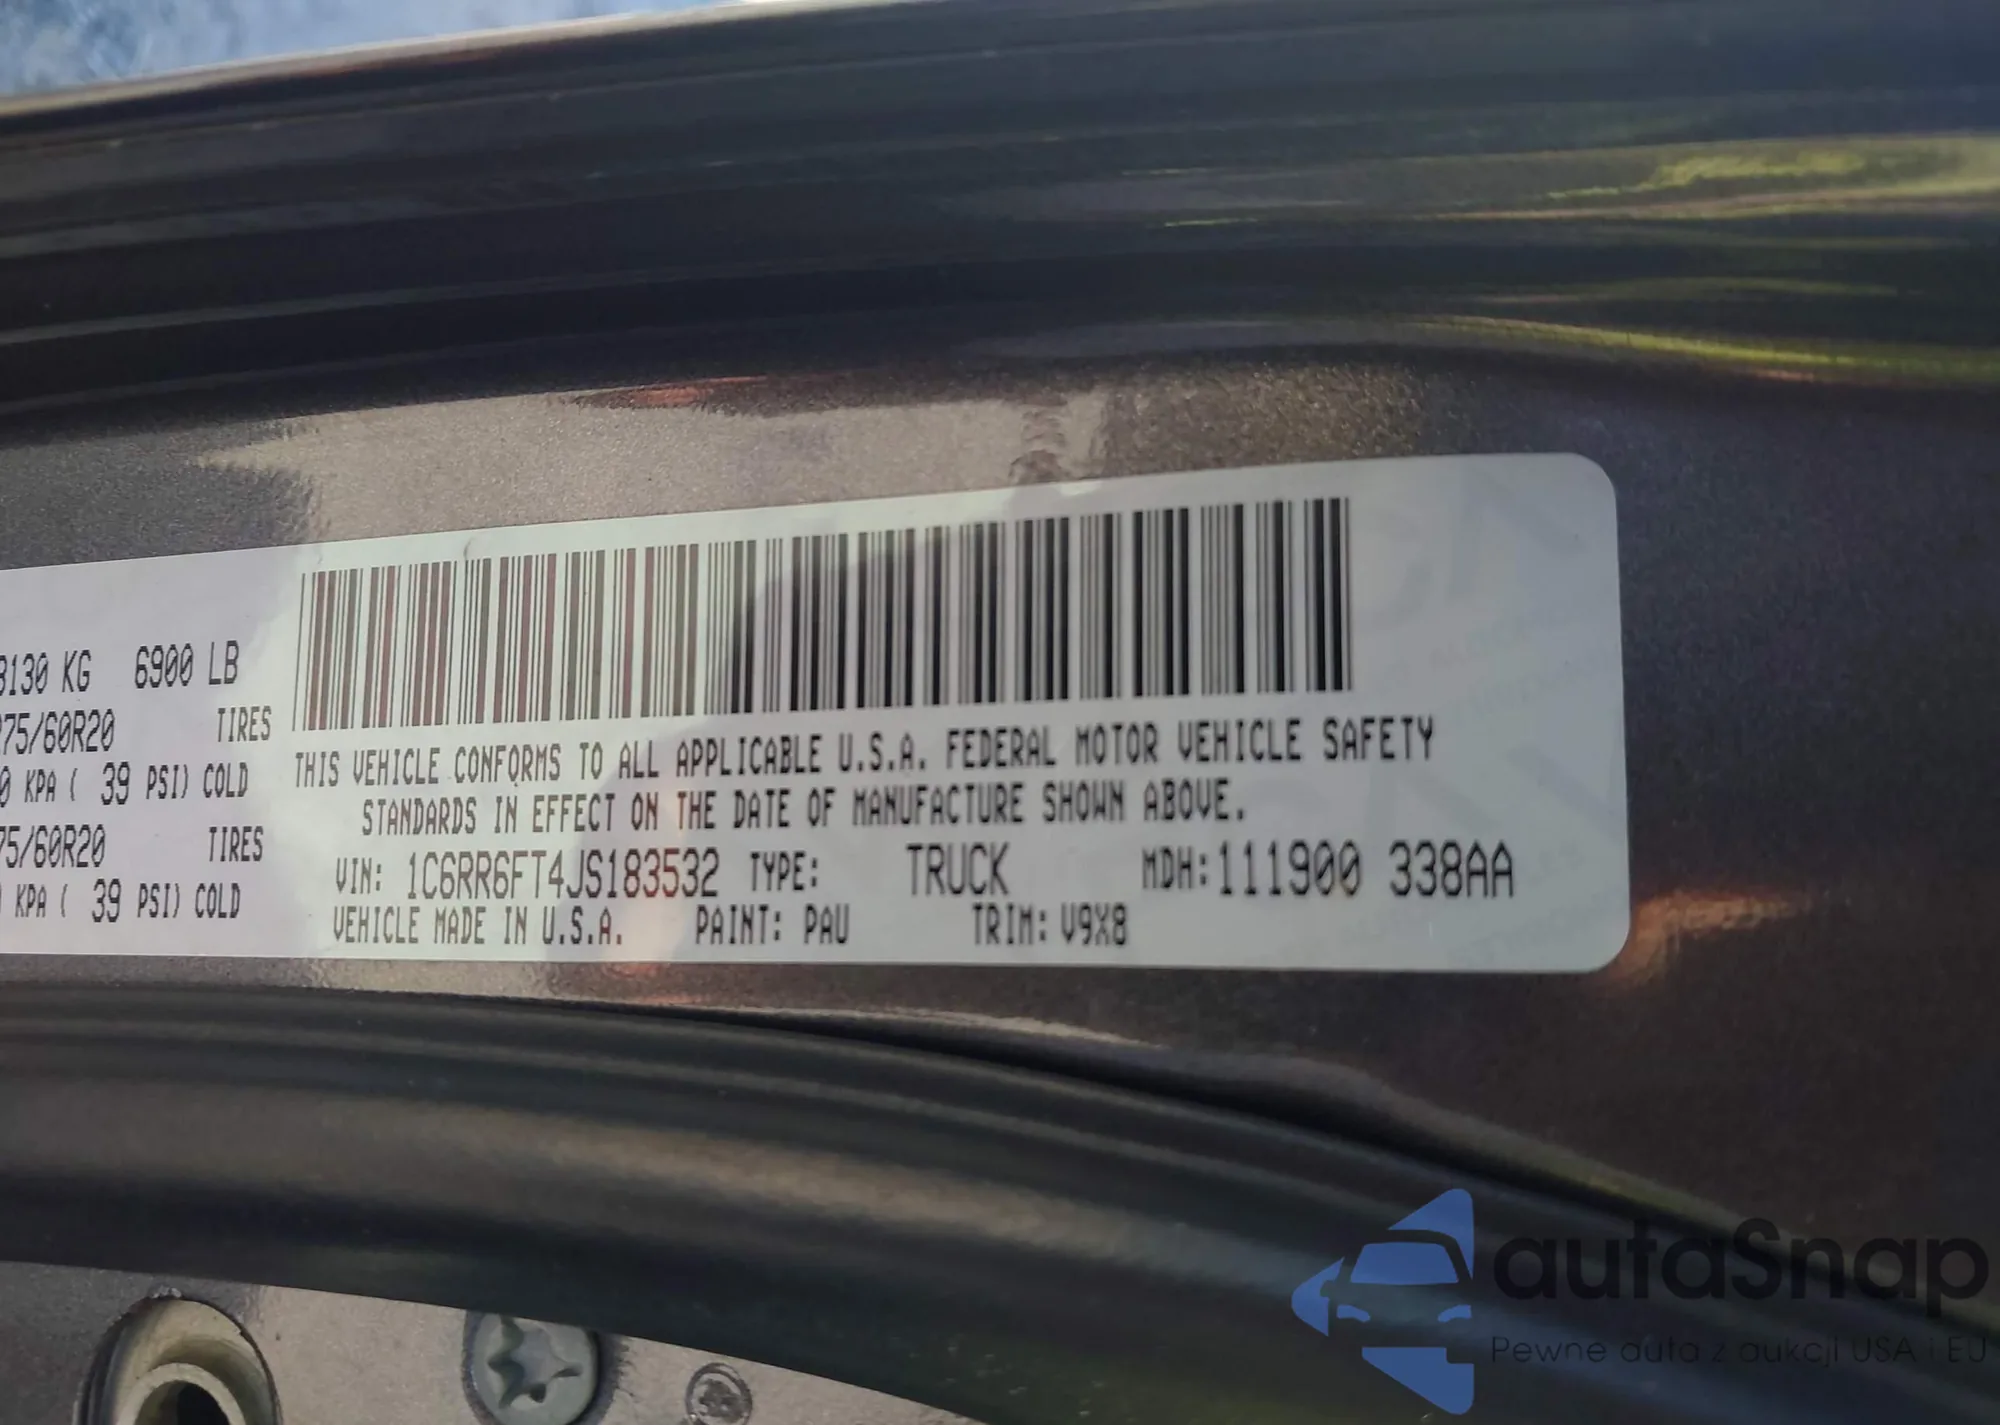 3130 KG 6900 LB
275/60R20 TIRES
0 KPA ( 39 PSI) COLD
75/60R20 TIRES
KPA ( 39 PSI) COLD
THIS VEHICLE CONFORMS TO ALL APPLICABLE U.S.A. FEDERAL MOTOR VEHICLE SAFETY
STANDARDS IN EFFECT ON THE DATE OF MANUFACTURE SHOWN ABOVE.
VIN: 1C6RR6FT4JS183532 TYPE: TRUCK MDH:111900 338AA
VEHICLE MADE IN U.S.A. PAINT: PAU TRIM: V9X8
autaSnap
Pewne auta z aukcji USA i EU